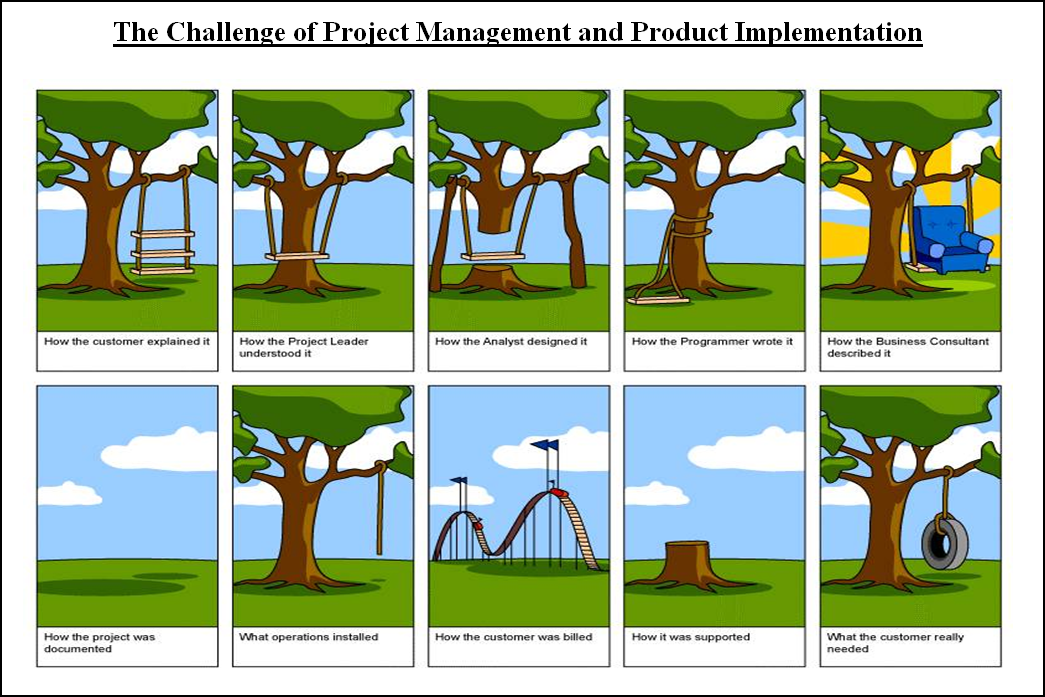 The Challenge of Project Management and Product Implementation
How the customer explained it
How the Project Leader
understood it
How the Analyst designed it
How the Programmer wrote it
How the Business Consultant
described it
How the project was
documented
What operations installed
How the customer was billed
How it was supported
What the customer really
needed